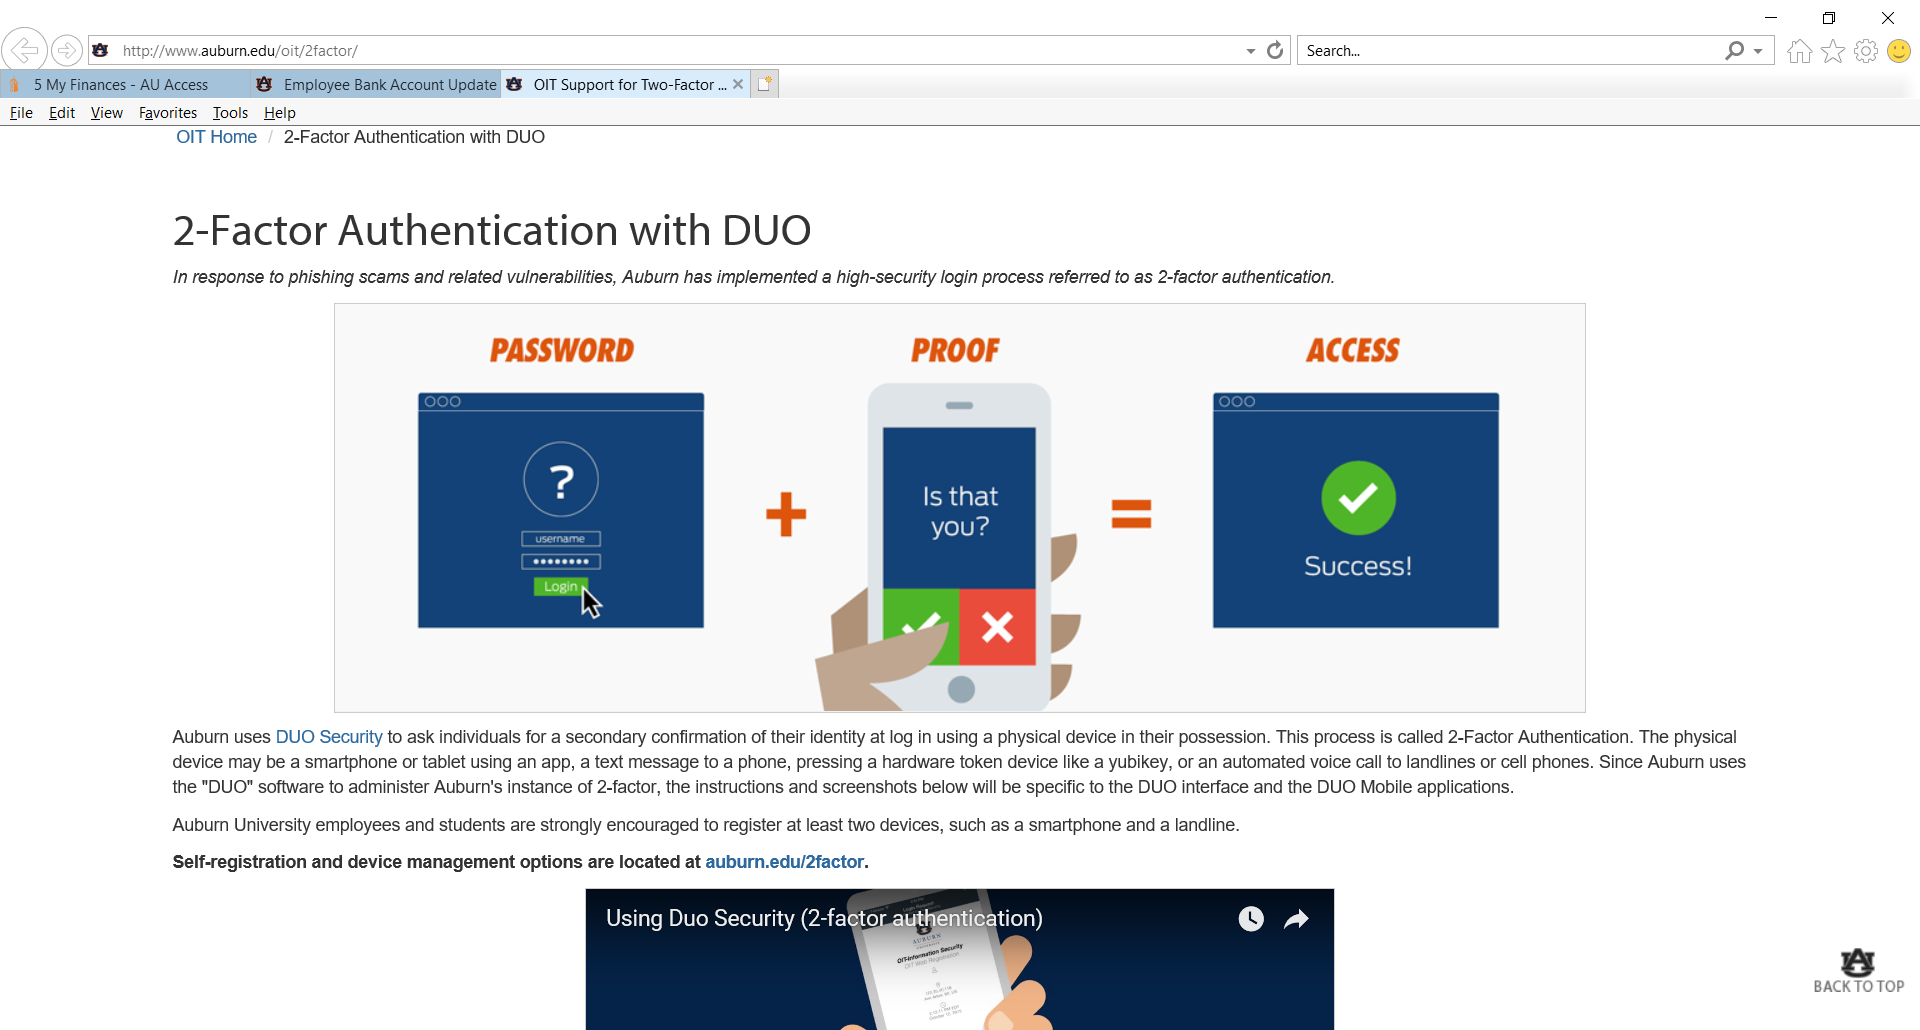 http://www.auburn.edu/oit/2factor/
Search...
5 My Finances - AU Access
Employee Bank Account Update
OIT Support for Two-Factor ...
File Edit View Favorites Tools Help
OIT Home / 2-Factor Authentication with DUO
2-Factor Authentication with DUO
In response to phishing scams and related vulnerabilities, Auburn has implemented a high-security login process referred to as 2-factor authentication.
PASSWORD
PROOF
ACCESS
?
username
Login
+
Is that
you?
=
Success!
Auburn uses DUO Security to ask individuals for a secondary confirmation of their identity at log in using a physical device in their possession. This process is called 2-Factor Authentication. The physical
device may be a smartphone or tablet using an app, a text message to a phone, pressing a hardware token device like a yubikey, or an automated voice call to landlines or cell phones. Since Auburn uses
the "DUO" software to administer Auburn's instance of 2-factor, the instructions and screenshots below will be specific to the DUO interface and the DUO Mobile applications.
Auburn University employees and students are strongly encouraged to register at least two devices, such as a smartphone and a landline.
Self-registration and device management options are located at auburn.edu/2factor.
Using Duo Security (2-factor authentication)
Login Request
AUBURN
OIT-Information Security
OIT Web Registration
BACK TO TOP